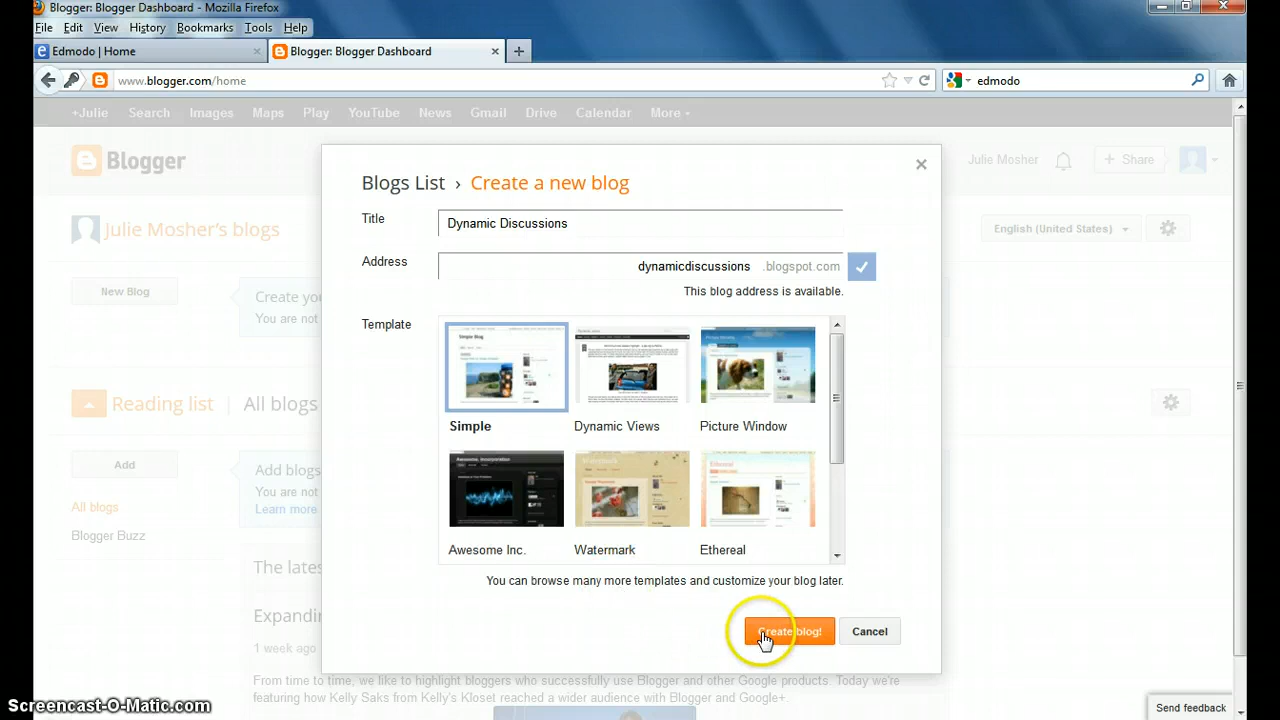 Blogger: Blogger Dashboard - Mozilla Firefox
File Edit View History Bookmarks Tools Help
Edmodo | Home × Blogger: Blogger Dashboard × +
www.blogger.com/home edmodo
+Julie Search Images Maps Play YouTube News Gmail Drive Calendar More
Blogger Julie Mosher + Share
Julie Mosher's blogs English (United States)
Blogs List › Create a new blog ×
Title Dynamic Discussions
Address dynamicdiscussions .blogspot.com
This blog address is available.
Template
Simple Dynamic Views Picture Window
Awesome Inc. Watermark Ethereal
You can browse many more templates and customize your blog later.
Create blog! Cancel
New Blog
Create you
You are not
Reading list | All blogs
Add
Add blogs
You are not
Learn more
All blogs
Blogger Buzz
The lates
Expandin
1 week ago
From time to time, we like to highlight bloggers who successfully use Blogger and other Google products. Today we're
featuring how Kelly Saks from Kelly's Kloset reached a wider audience with Blogger and Google+.
Send feedback
Screencast-O-Matic.com